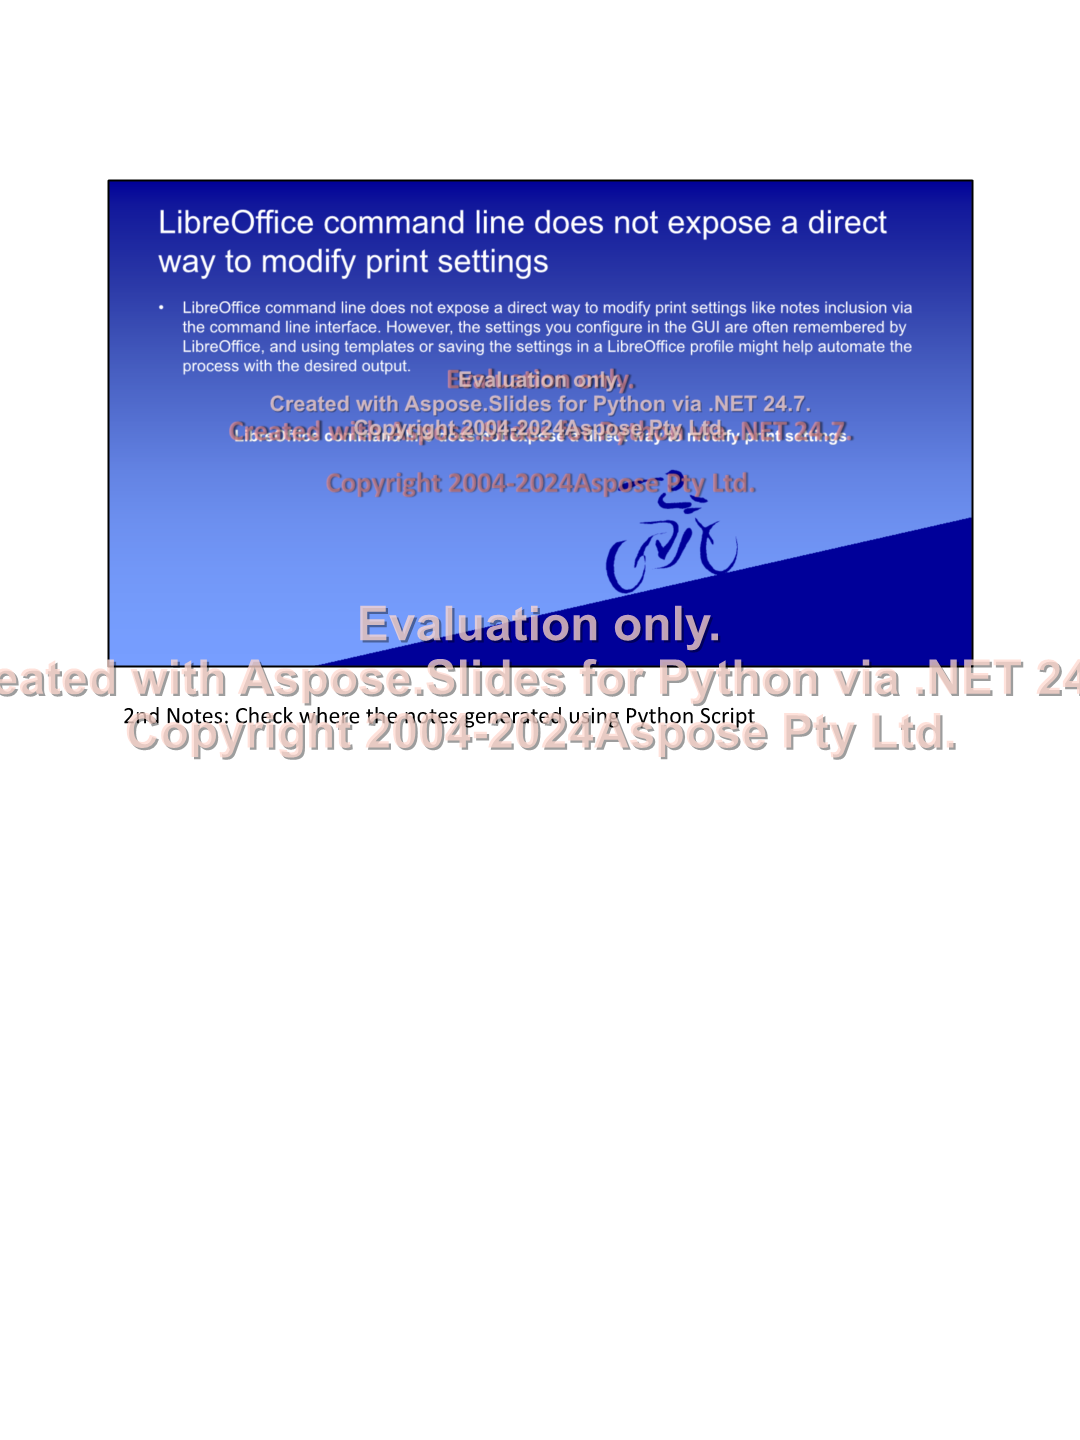 LibreOffice command line does not expose a direct
way to modify print settings
• LibreOffice command line does not expose a direct way to modify print settings like notes inclusion via
the command line interface. However, the settings you configure in the GUI are often remembered by
LibreOffice, and using templates or saving the settings in a LibreOffice profile might help automate the
process with the desired output.
Evaluation only.
Evaluation only.
Created with Aspose.Slides for Python via .NET 24.7.
Copyright 2004-2024Aspose Pty Ltd.
Created with Aspose.Slides for Python via .NET 24.7.
LibreOffice command line does not expose a direct way to modify print settings
Copyright 2004-2024Aspose Pty Ltd.
Evaluation only.
eated with Aspose.Slides for Python via .NET 24
2nd Notes: Check where the notes generated using Python Script
Copyright 2004-2024Aspose Pty Ltd.